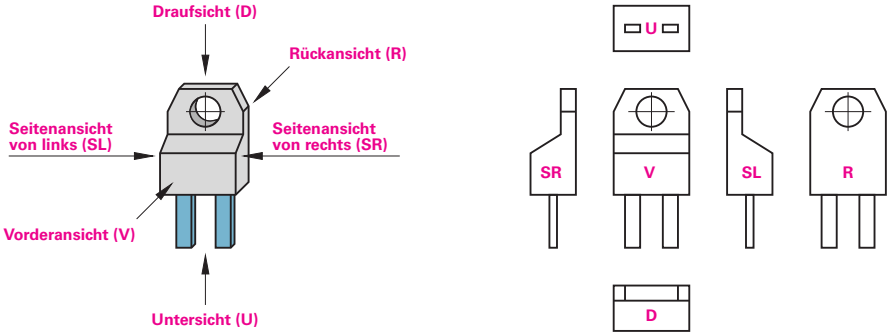 Draufsicht (D)
Rückansicht (R)
Seitenansicht
von links (SL)
Seitenansicht
von rechts (SR)
Vorderansicht (V)
Untersicht (U)
U
SR
V
SL
R
D